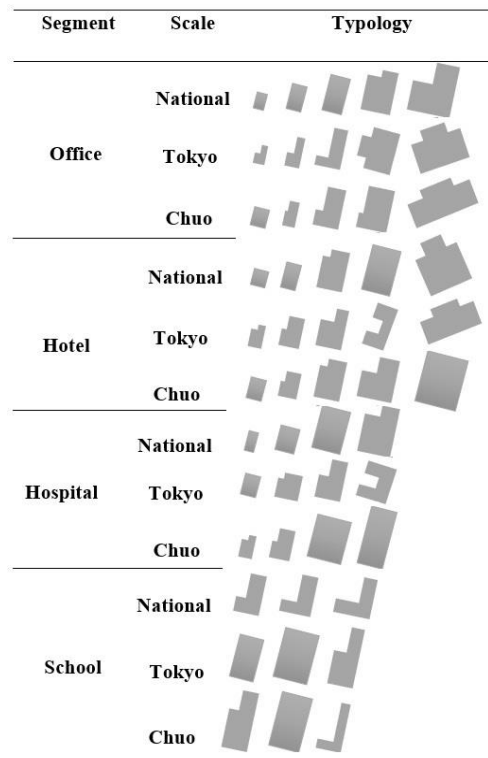 Segment Scale Typology
National
Office Tokyo
Chuo
National
Hotel Tokyo
Chuo
National
Hospital Tokyo
Chuo
National
School Tokyo
Chuo